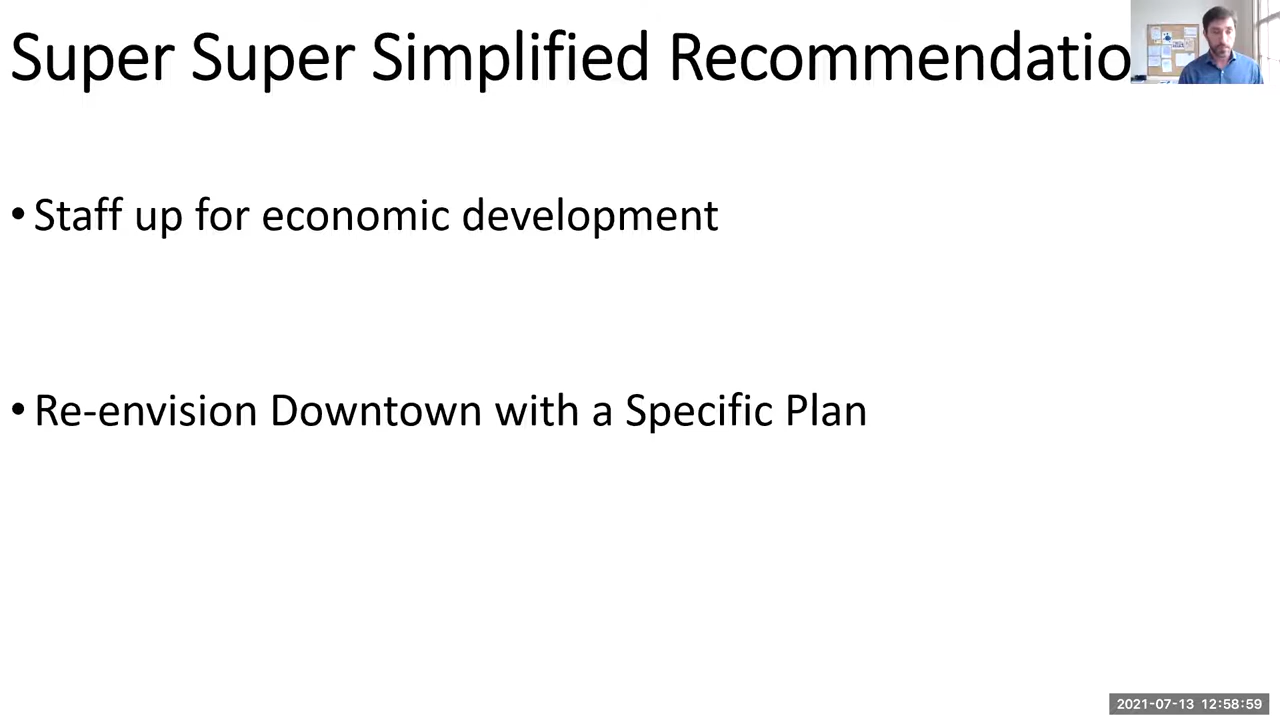 Super Super Simplified Recommendatio
• Staff up for economic development
• Re-envision Downtown with a Specific Plan
2021-07-13 12:58:59